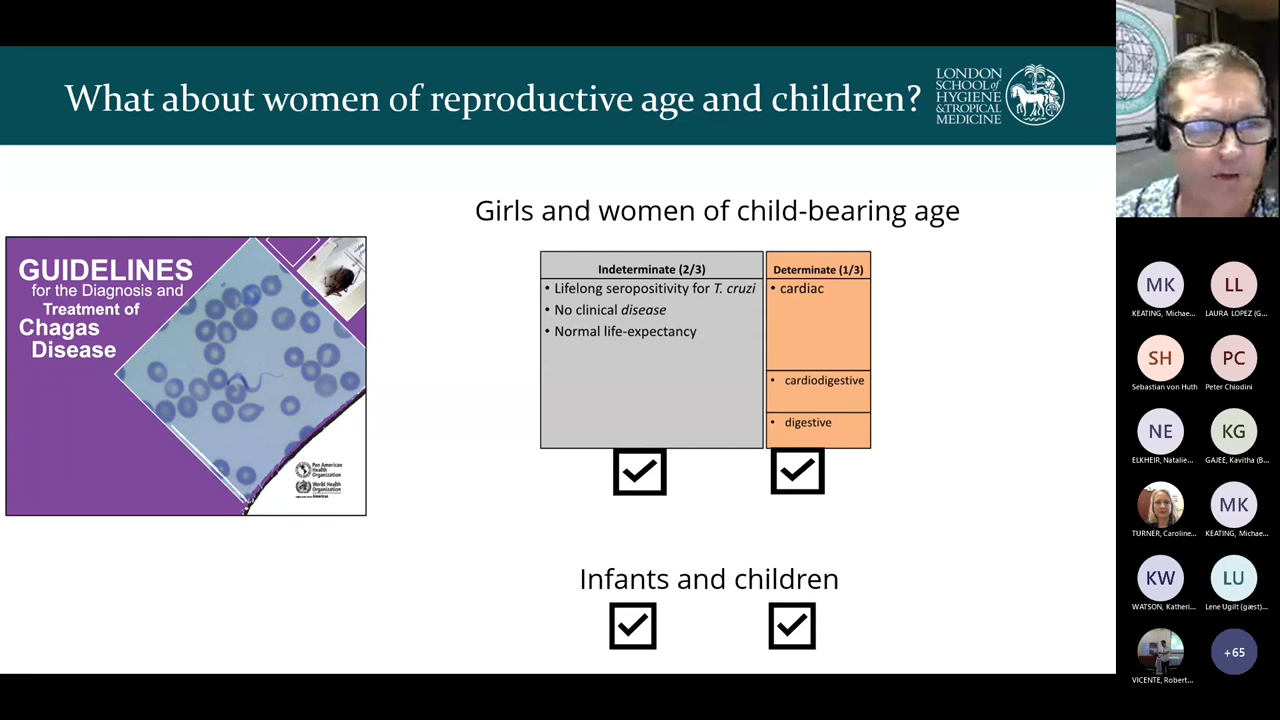 What about women of reproductive age and children?
LONDON
SCHOOL of
HYGIENE
& TROPICAL
MEDICINE
Girls and women of child-bearing age
GUIDELINES
for the Diagnosis and
Treatment of
Chagas
Disease
Pan American
Health
Organization
World Health
Organization
Indeterminate (2/3)
• Lifelong seropositivity for T. cruzi
• No clinical disease
• Normal life-expectancy
Determinate (1/3)
• cardiac
• cardiodigestive
• digestive
Infants and children
MK
KEATING, Michae...
LL
LAURA LOPEZ (G...
SH
Sebastian von Huth
PC
Peter Chiodini
NE
ELKHEIR, Natalie...
KG
GAJEE, Kavitha (B...
TURNER, Caroline...
MK
KEATING, Michae...
KW
WATSON, Katheri...
LU
Lene Ugilt (gæst)...
VICENTE, Robert...
+65